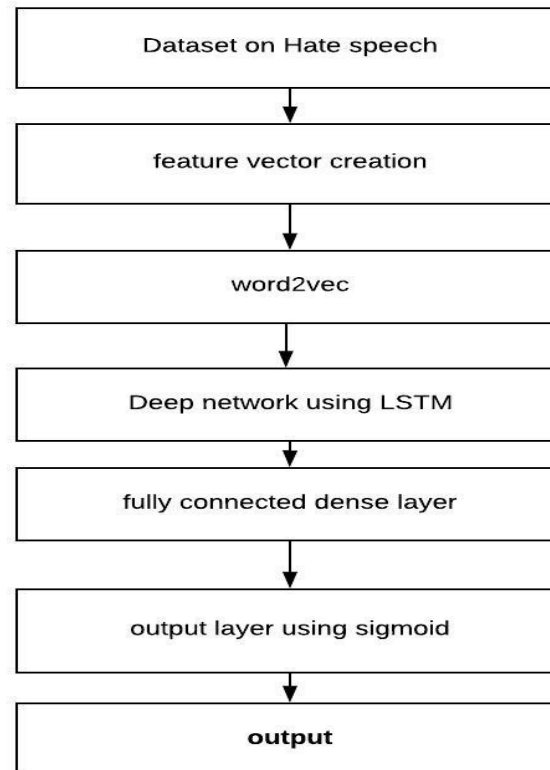 Dataset on Hate speech
feature vector creation
word2vec
Deep network using LSTM
fully connected dense layer
output layer using sigmoid
output